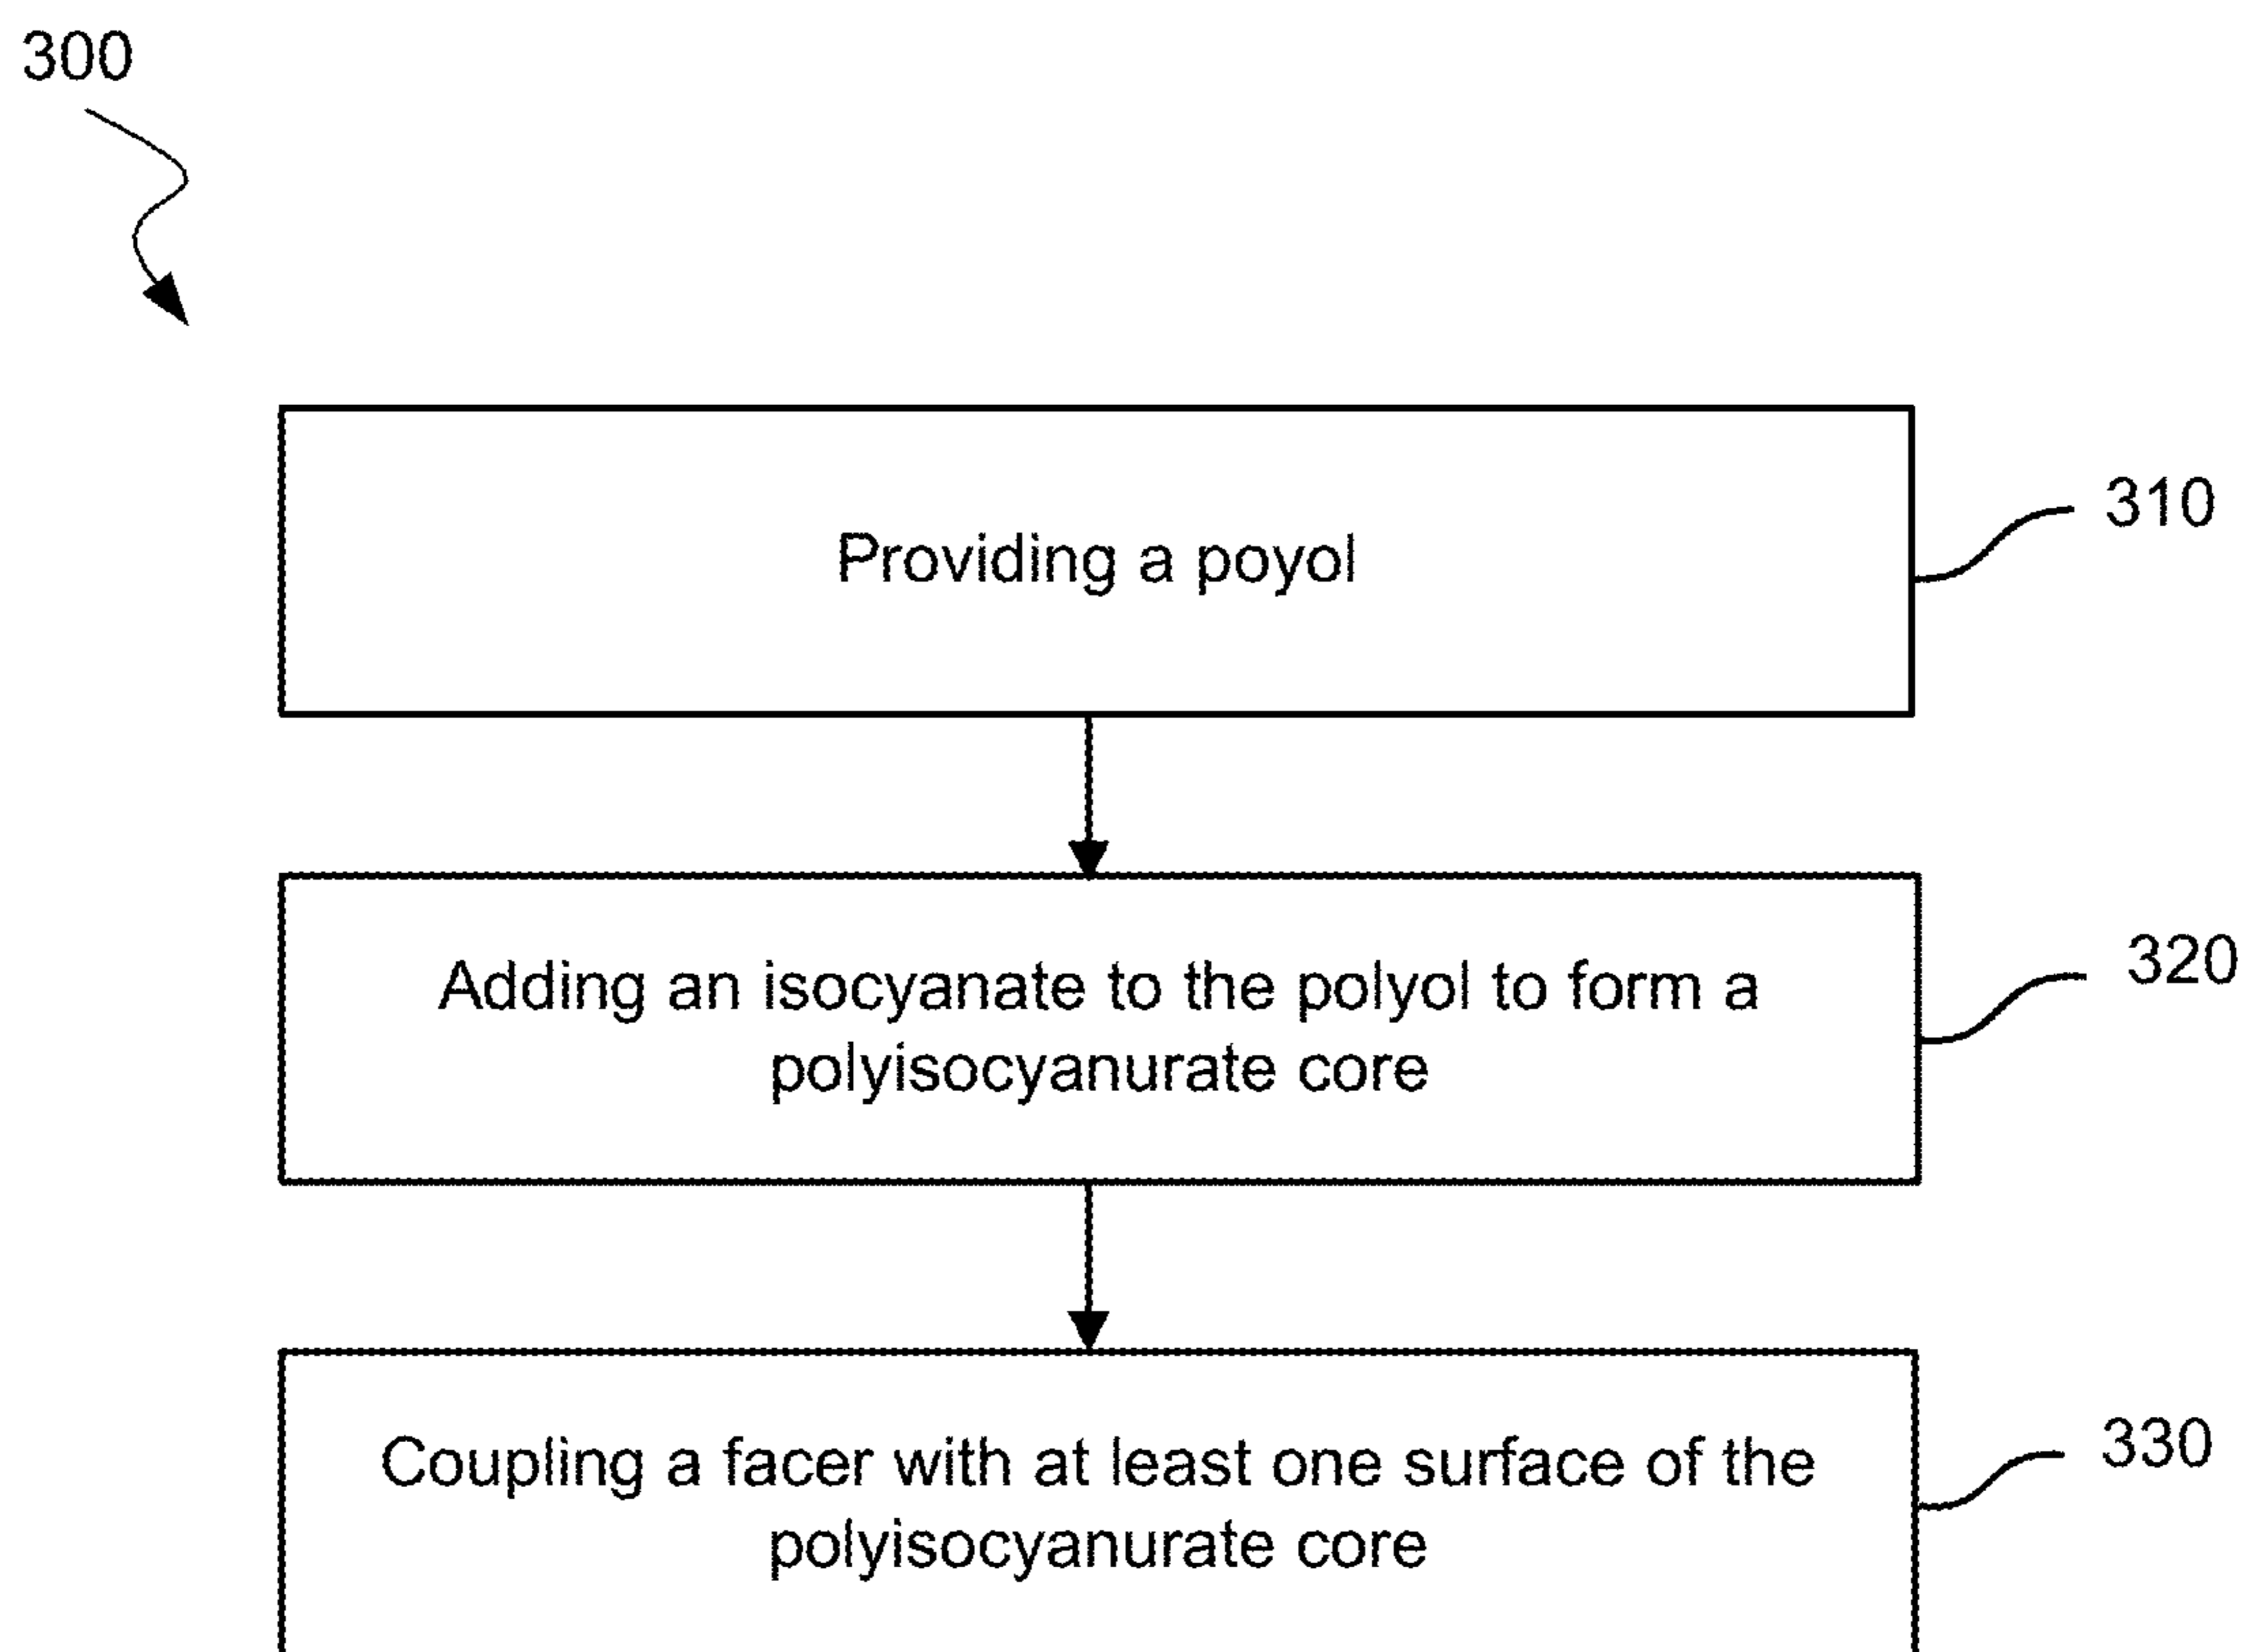 300
Providing a poyol
310
Adding an isocyanate to the polyol to form a
polyisocyanurate core
320
Coupling a facer with at least one surface of the
polyisocyanurate core
330